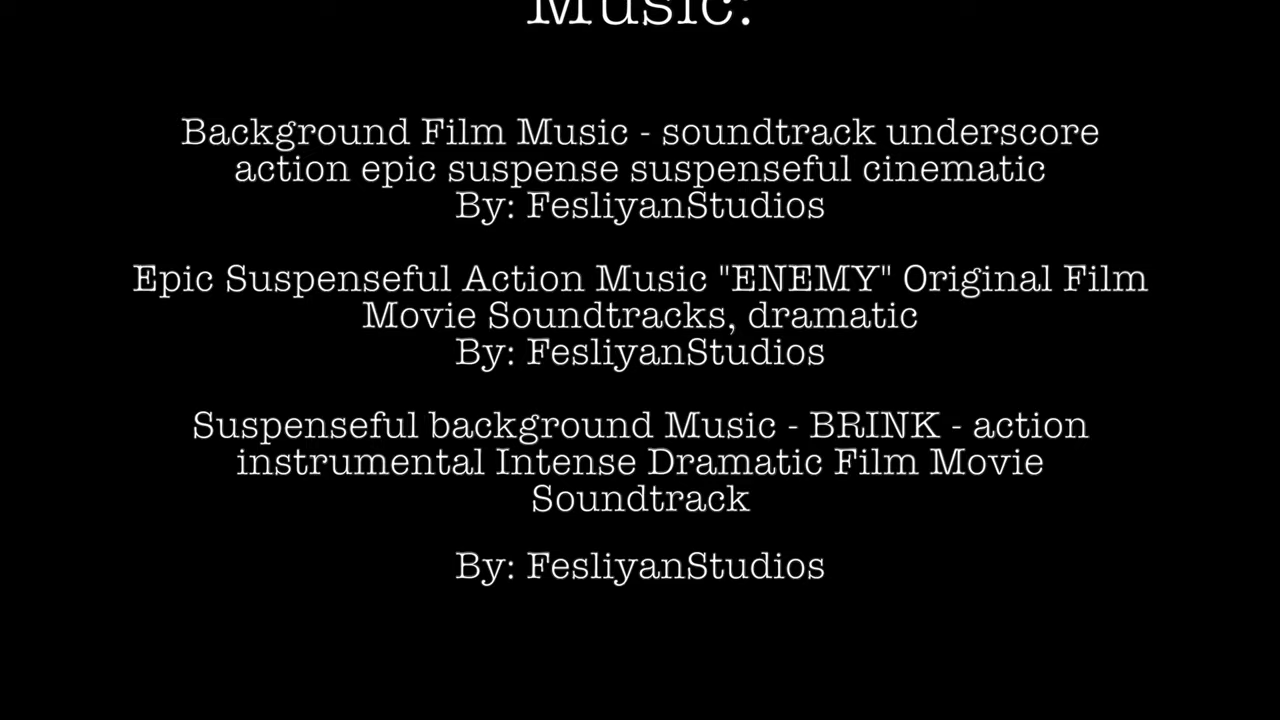 Music:
Background Film Music - soundtrack underscore
action epic suspense suspenseful cinematic
By: FesliyanStudios
Epic Suspenseful Action Music "ENEMY" Original Film
Movie Soundtracks, dramatic
By: FesliyanStudios
Suspenseful background Music - BRINK - action
instrumental Intense Dramatic Film Movie
Soundtrack
By: FesliyanStudios